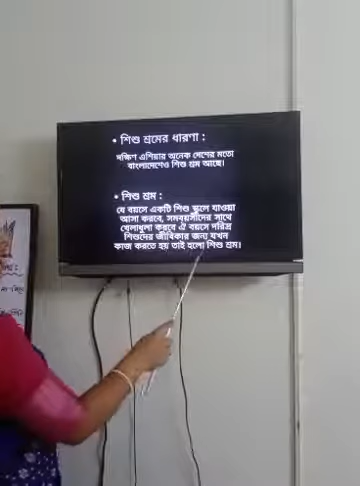 • শিশু শ্রমের ধারণা :
দক্ষিণ এশিয়ার অনেক দেশের মতো
বাংলাদেশেও শিশু শ্রম আছে।
• শিশু শ্রম :
যে বয়সে একটি শিশু স্কুলে যাওয়া
আসা করবে, সমবয়সীদের সাথে
খেলাধুলা করবে ঐ বয়সে দরিদ্র
শিশুদের জীবিকার জন্য যখন
কাজ করতে হয় তাই হলো শিশু শ্রম।